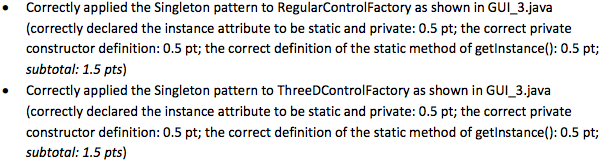 • Correctly applied the Singleton pattern to RegularControlFactory as shown in GUI_3.java
(correctly declared the instance attribute to be static and private: 0.5 pt; the correct private
constructor definition: 0.5 pt; the correct definition of the static method of getInstance(): 0.5 pt;
subtotal: 1.5 pts)
• Correctly applied the Singleton pattern to ThreeDControlFactory as shown in GUI_3.java
(correctly declared the instance attribute to be static and private: 0.5 pt; the correct private
constructor definition: 0.5 pt; the correct definition of the static method of getInstance(): 0.5 pt;
subtotal: 1.5 pts)